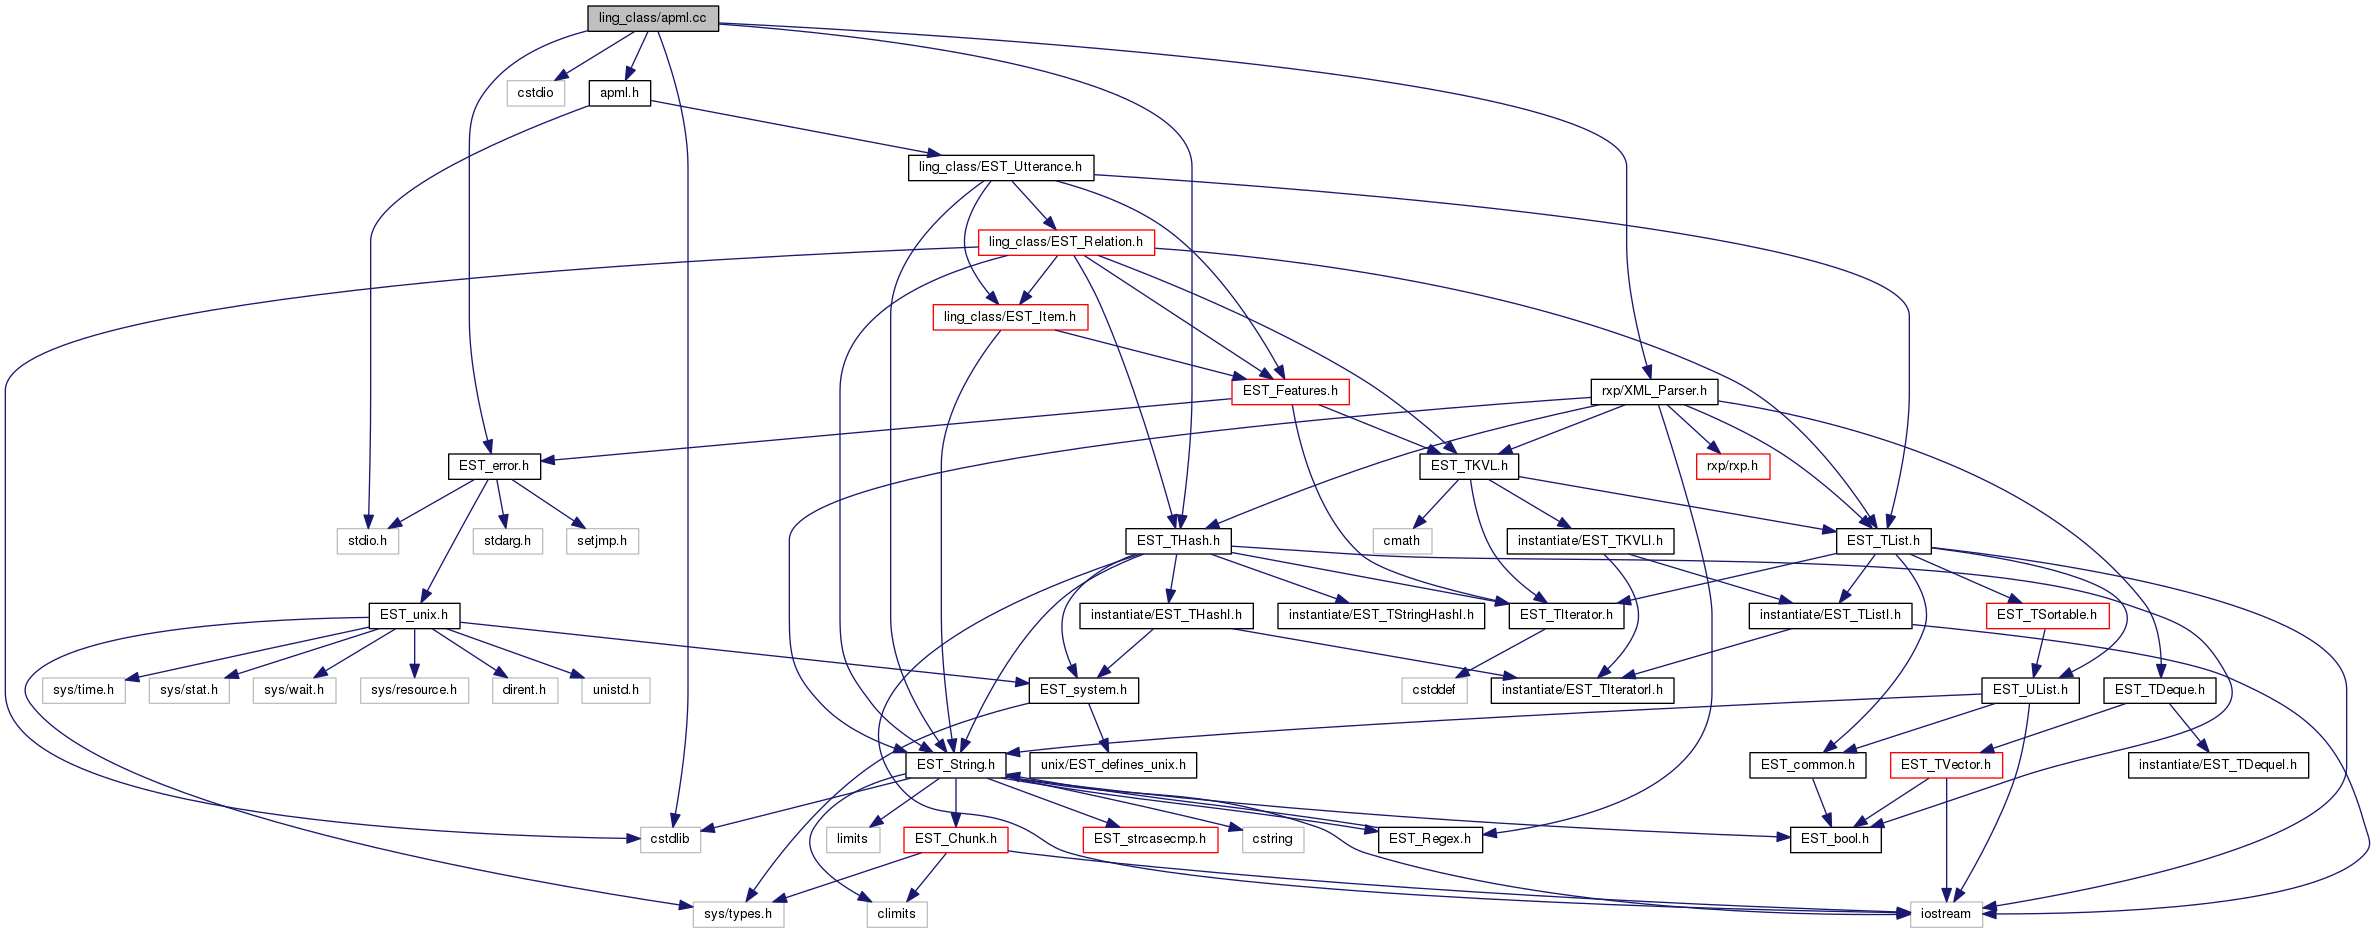 ling_class/apml.cc
cstdio
apml.h
ling_class/EST_Utterance.h
ling_class/EST_Relation.h
ling_class/EST_Item.h
EST_Features.h
rxp/XML_Parser.h
EST_error.h
EST_TKVL.h
rxp/rxp.h
stdio.h
stdarg.h
setjmp.h
EST_THash.h
cmath
instantiate/EST_TKVLI.h
EST_TList.h
EST_unix.h
instantiate/EST_THashI.h
instantiate/EST_TStringHashI.h
EST_TIterator.h
instantiate/EST_TListI.h
EST_TSortable.h
sys/time.h
sys/stat.h
sys/wait.h
sys/resource.h
dirent.h
unistd.h
EST_system.h
cstddef
instantiate/EST_TIteratorI.h
EST_UList.h
EST_TDeque.h
EST_String.h
unix/EST_defines_unix.h
EST_common.h
EST_TVector.h
instantiate/EST_TDequeI.h
cstdlib
limits
EST_Chunk.h
EST_strcasecmp.h
cstring
EST_Regex.h
EST_bool.h
sys/types.h
climits
iostream